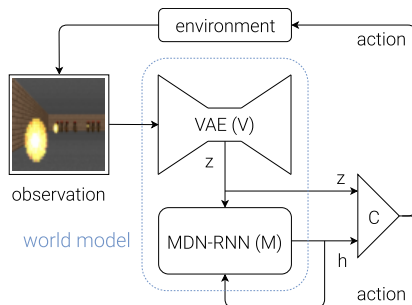 environment
action
VAE (V)
z
observation
z
C
world model
MDN-RNN (M)
h
action